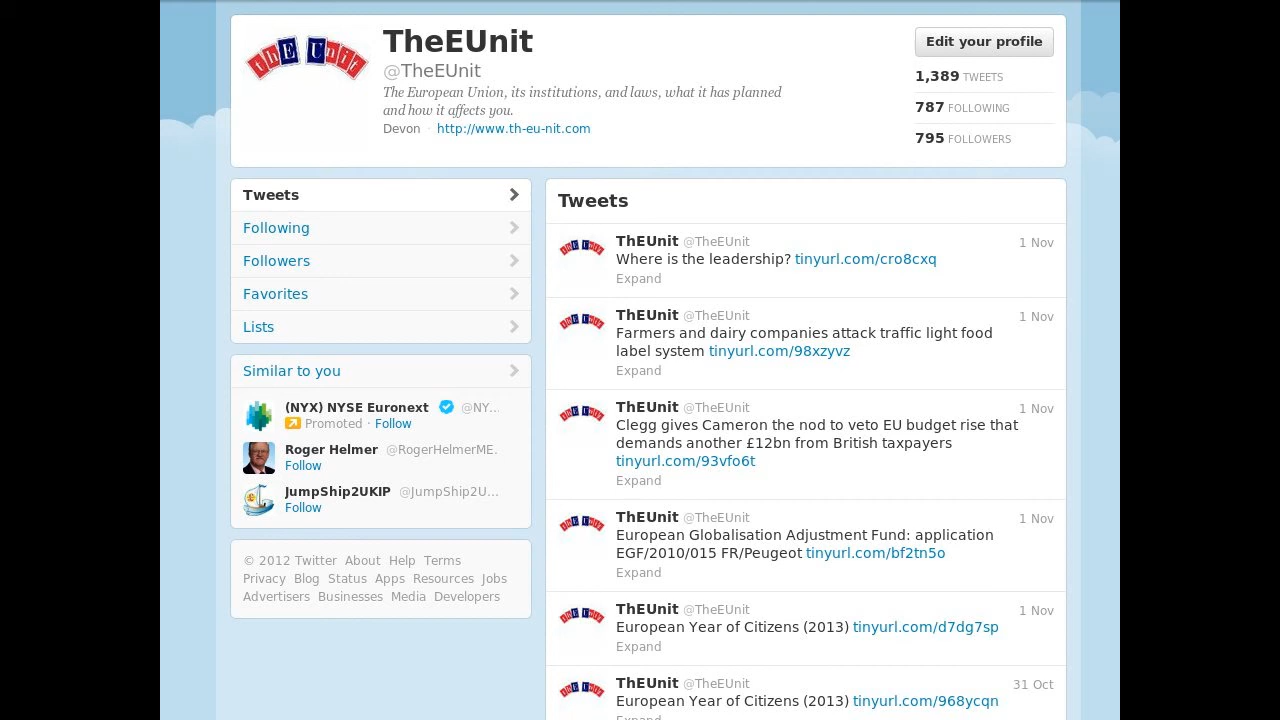 thEUnit
TheEUnit
@TheEUnit
The European Union, its institutions, and laws, what it has planned
and how it affects you.
Devon · http://www.th-eu-nit.com
Edit your profile
1,389 TWEETS
787 FOLLOWING
795 FOLLOWERS
Tweets
Following
Followers
Favorites
Lists
Similar to you
(NYX) NYSE Euronext @NY...
Promoted · Follow
Roger Helmer @RogerHelmerME.
Follow
JumpShip2UKIP @JumpShip2U...
Follow
© 2012 Twitter About Help Terms
Privacy Blog Status Apps Resources Jobs
Advertisers Businesses Media Developers
Tweets
ThEUnit @TheEUnit 1 Nov
Where is the leadership? tinyurl.com/cro8cxq
Expand
ThEUnit @TheEUnit 1 Nov
Farmers and dairy companies attack traffic light food
label system tinyurl.com/98xzyvz
Expand
ThEUnit @TheEUnit 1 Nov
Clegg gives Cameron the nod to veto EU budget rise that
demands another £12bn from British taxpayers
tinyurl.com/93vfo6t
Expand
ThEUnit @TheEUnit 1 Nov
European Globalisation Adjustment Fund: application
EGF/2010/015 FR/Peugeot tinyurl.com/bf2tn5o
Expand
ThEUnit @TheEUnit 1 Nov
European Year of Citizens (2013) tinyurl.com/d7dg7sp
Expand
ThEUnit @TheEUnit 31 Oct
European Year of Citizens (2013) tinyurl.com/968ycqn
Expand